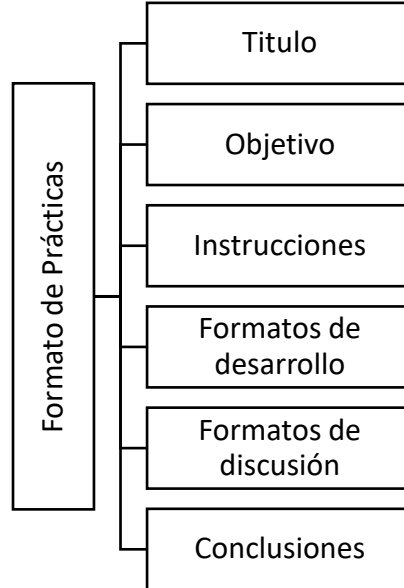 Formato de Prácticas
Titulo
Objetivo
Instrucciones
Formatos de
desarrollo
Formatos de
discusión
Conclusiones